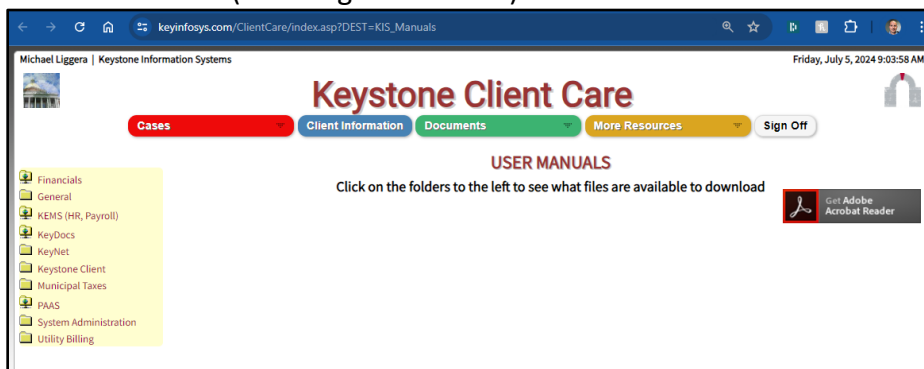 keyinfosys.com/ClientCare/index.asp?DEST=KIS_Manuals
Michael Liggera | Keystone Information Systems
Friday, July 5, 2024 9:03:58 AM
Keystone Client Care
Cases
Client Information
Documents
More Resources
Sign Off
USER MANUALS
Click on the folders to the left to see what files are available to download
Financials
General
KEMS (HR, Payroll)
KeyDocs
KeyNet
Keystone Client
Municipal Taxes
PAAS
System Administration
Utility Billing
Get Adobe
Acrobat Reader